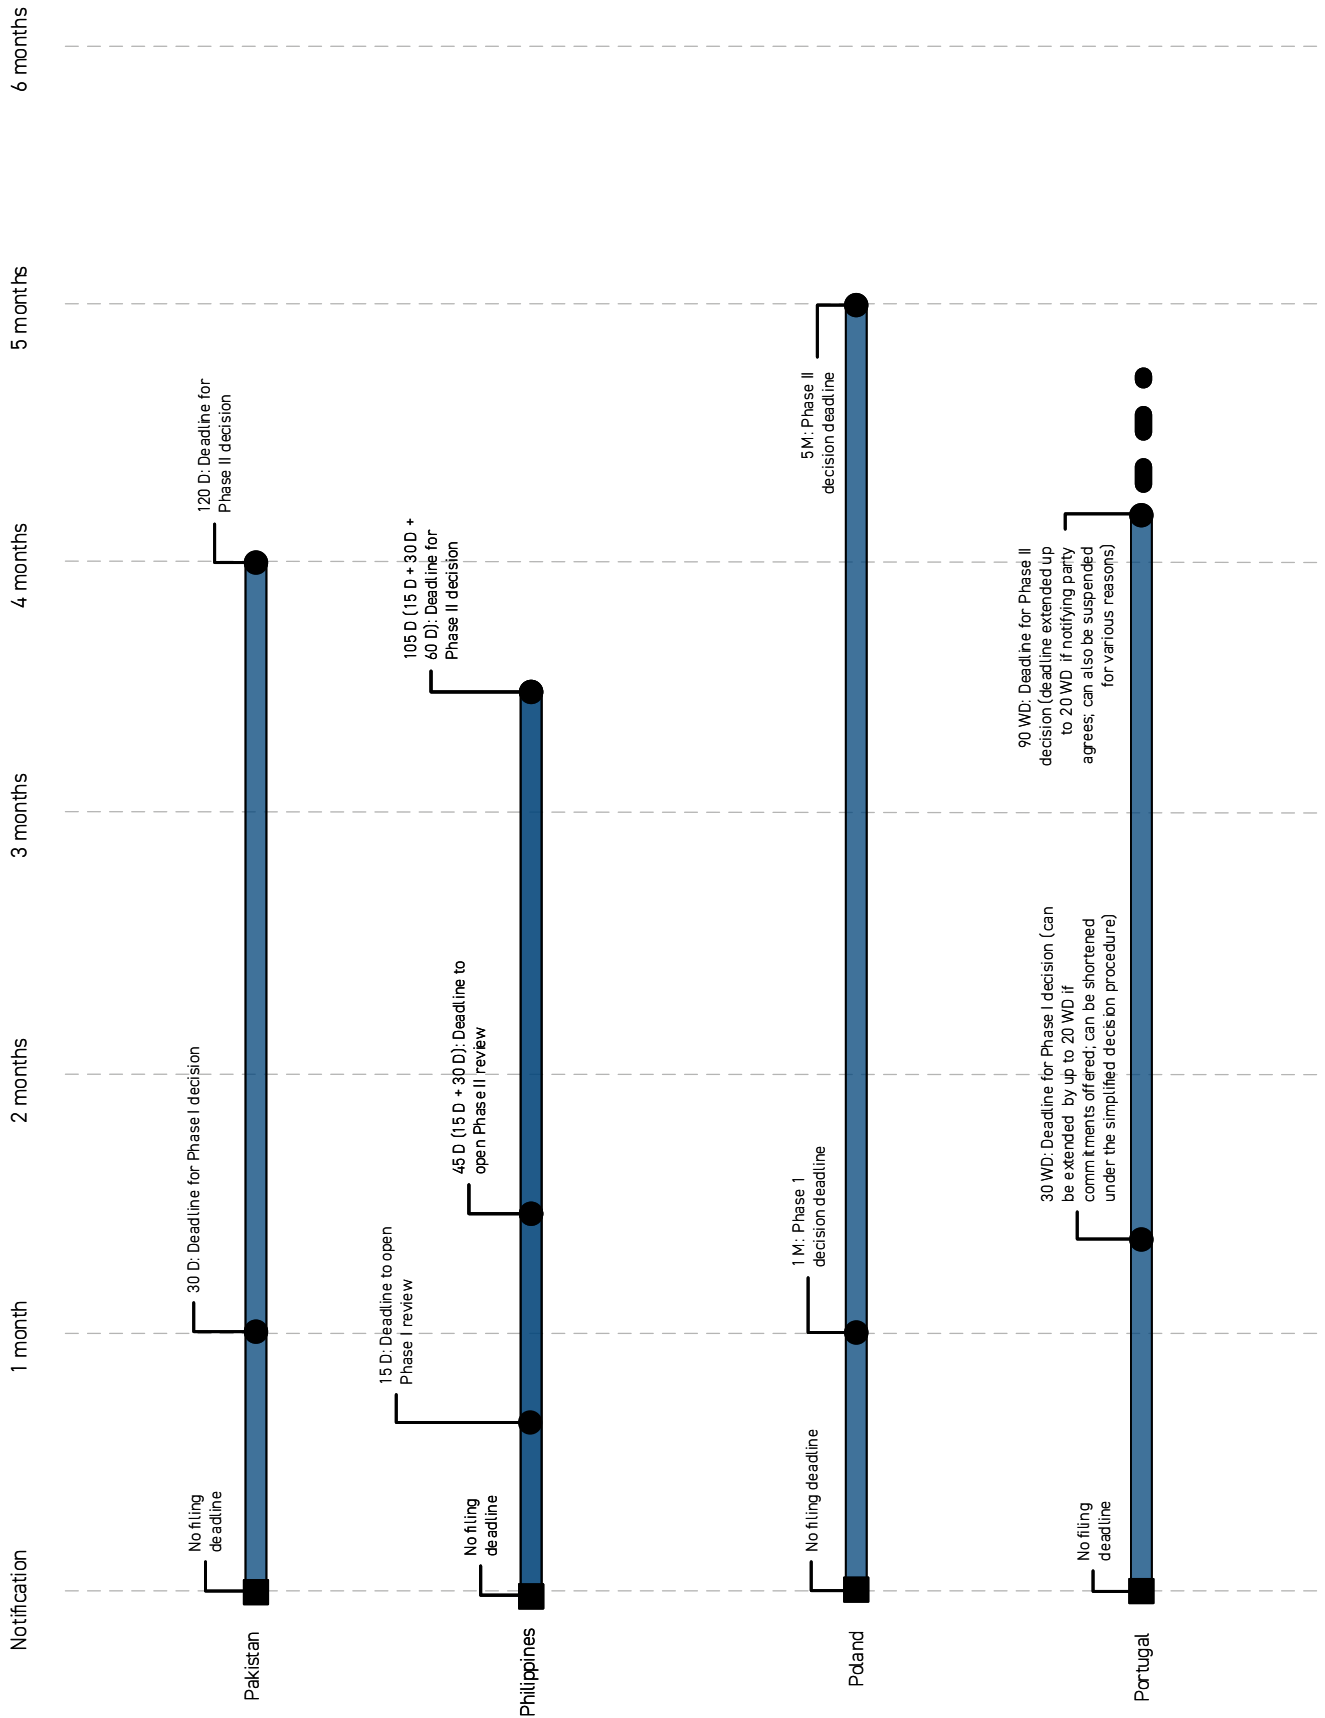 Notification
1 month
2 months
3 months
4 months
5 months
6 months
Pakistan
No filing
deadline
30 D: Deadline for Phase I decision
120 D: Deadline for
Phase II decision
Philippines
No filing
deadline
15 D: Deadline to open
Phase I review
45 D (15 D + 30 D): Deadline to
open Phase II review
105 D (15 D + 30 D +
60 D): Deadline for
Phase II decision
Poland
No filing deadline
1 M: Phase 1
decision deadline
5 M: Phase II
decision deadline
Portugal
No filing
deadline
30 WD: Deadline for Phase I decision (can
be extended by up to 20 WD if
commitments offered; can be shortened
under the simplified decision procedure)
90 WD: Deadline for Phase II
decision (deadline extended up
to 20 WD if notifying party
agrees; can also be suspended
for various reasons)